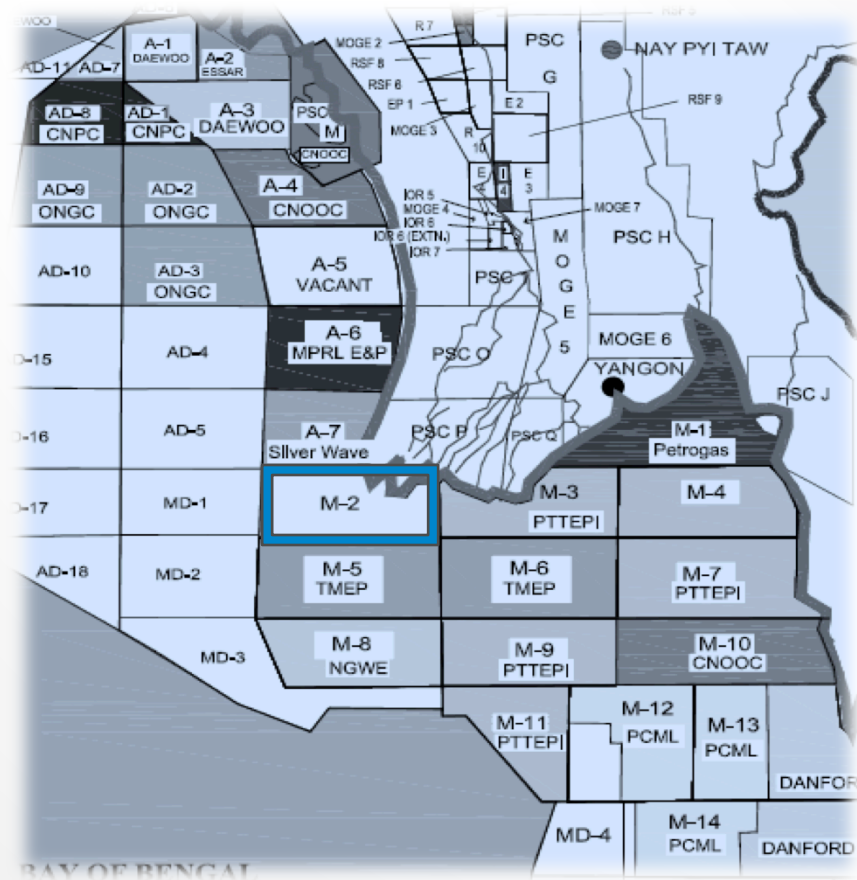 R 7
MOGE 2
PSC
G
NAY PYI TAW
A-1
DAEWOO
A-2
ESSAR
AD-11
AD-7
RSF 8
RSF 6
EP 1
MOGE 3
E 2
RSF 9
AD-8
CNPC
AD-1
CNPC
A-3
DAEWOO
PSC
M
CNOOC
R
10
E
4
I
4
E
3
AD-9
ONGC
AD-2
ONGC
A-4
CNOOC
IOR 5
MOGE 4
IOR 6
IOR 6 (EXTN.)
IOR 7
MOGE 7
MOGE 5
PSC H
AD-10
AD-3
ONGC
A-5
VACANT
PSC
AD-4
A-6
MPRL E&P
PSC O
MOGE 6
YANGON
PSC J
-15
-16
AD-5
A-7
Silver Wave
PSC P
PSC Q
M-1
Petrogas
-17
MD-1
M-2
M-3
PTTEPI
M-4
AD-18
MD-2
M-5
TMEP
M-6
TMEP
M-7
PTTEPI
MD-3
M-8
NGWE
M-9
PTTEPI
M-10
CNOOC
M-11
PTTEPI
M-12
PCML
M-13
PCML
DANFOR
MD-4
M-14
PCML
DANFORD
BAY OF BENGAL